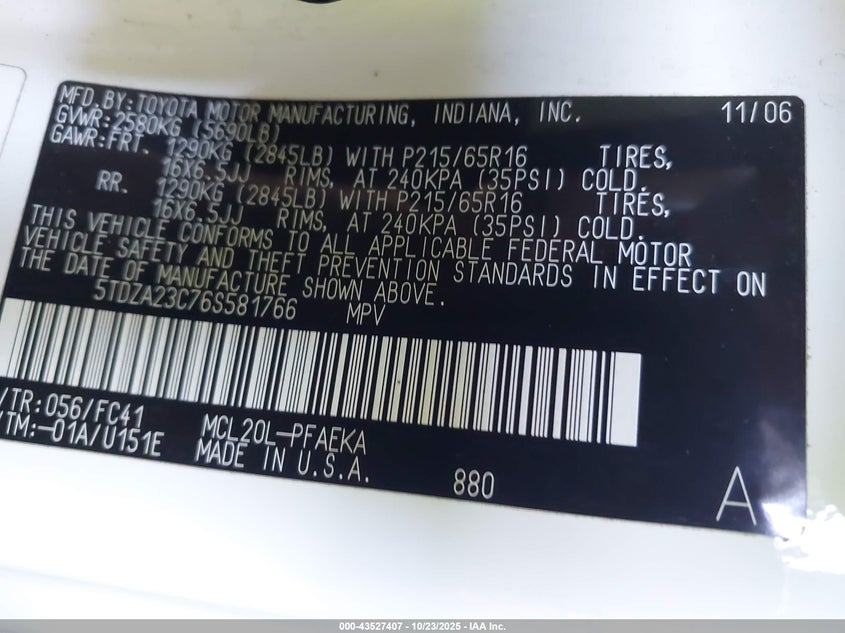 MFD. BY: TOYOTA MOTOR MANUFACTURING, INDIANA, INC. 11/06
GVWR: 2580KG (5690LB)
GAWR: FRT. 1290KG (2845LB) WITH P215/65R16 TIRES,
16X6.5JJ RIMS, AT 240KPA (35PSI) COLD.
RR. 1290KG (2845LB) WITH P215/65R16 TIRES,
16X6.5JJ RIMS, AT 240KPA (35PSI) COLD.
THIS VEHICLE CONFORMS TO ALL APPLICABLE FEDERAL MOTOR
VEHICLE SAFETY AND THEFT PREVENTION STANDARDS IN EFFECT ON
THE DATE OF MANUFACTURE SHOWN ABOVE.
5TDZA23C76S581766 MPV
/TR: 056/FC41 MCL20L-PFAEKA
/TM: -01A/U151E MADE IN U.S.A. 880 A
000-43527407 - 10/23/2025 - IAA Inc.